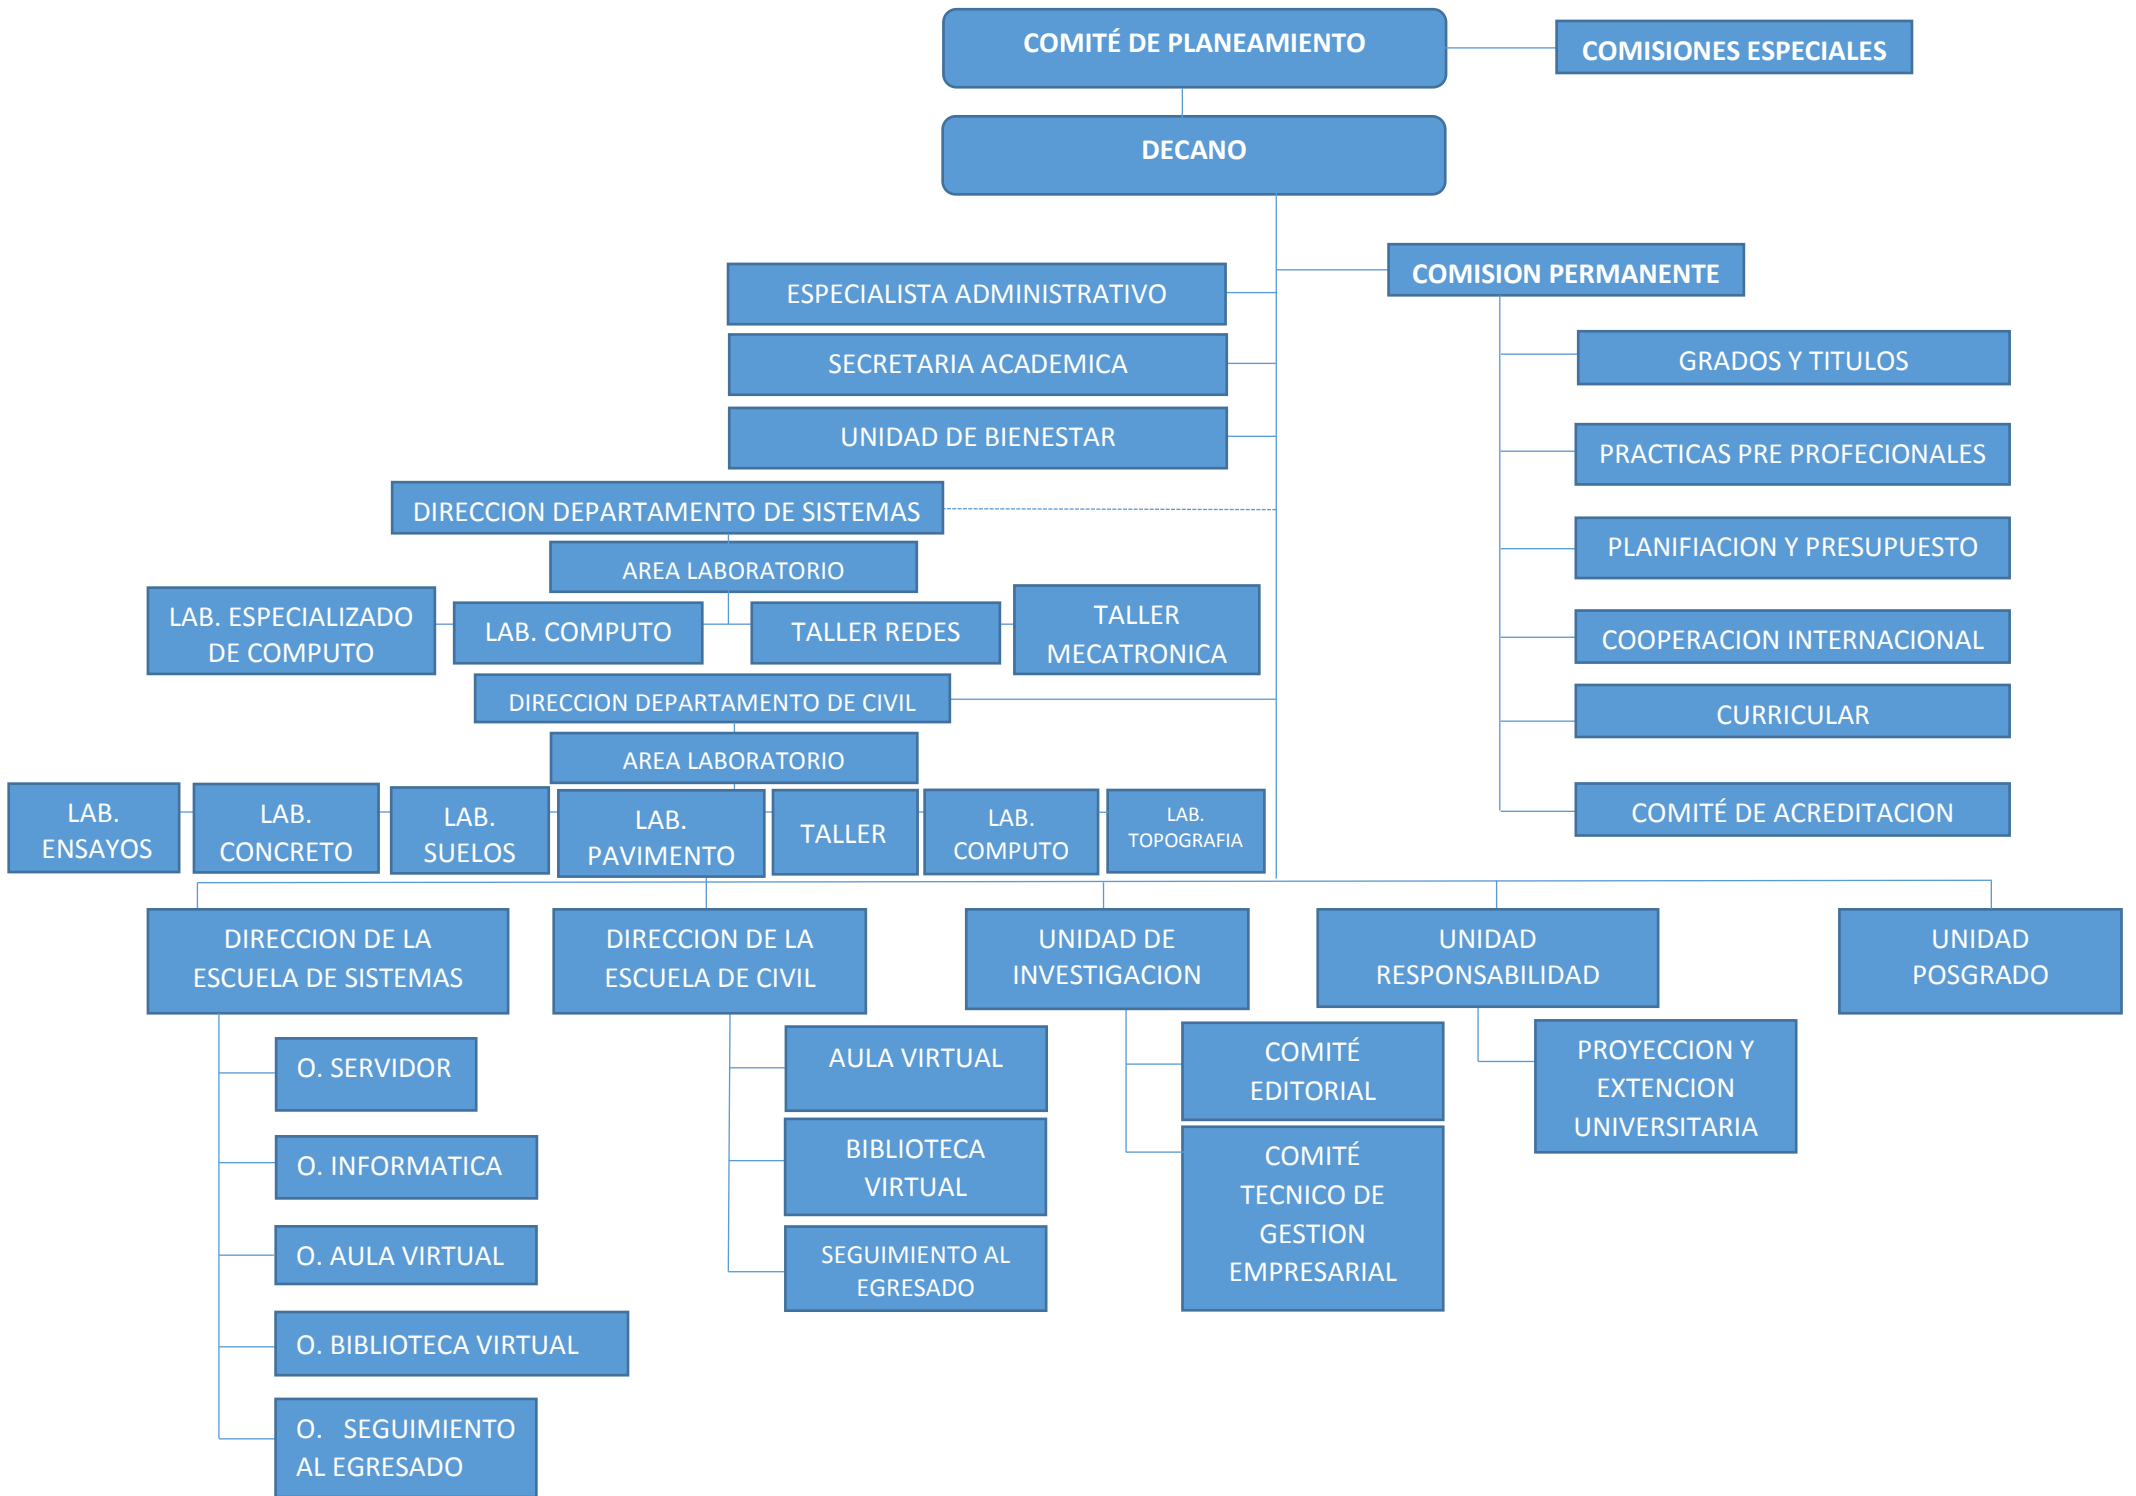 COMITÉ DE PLANEAMIENTO
COMISIONES ESPECIALES
DECANO
COMISION PERMANENTE
ESPECIALISTA ADMINISTRATIVO
SECRETARIA ACADEMICA
UNIDAD DE BIENESTAR
GRADOS Y TITULOS
PRACTICAS PRE PROFECIONALES
PLANIFIACION Y PRESUPUESTO
COOPERACION INTERNACIONAL
CURRICULAR
COMITÉ DE ACREDITACION
DIRECCION DEPARTAMENTO DE SISTEMAS
AREA LABORATORIO
LAB. ESPECIALIZADO
DE COMPUTO
LAB. COMPUTO
TALLER REDES
TALLER
MECATRONICA
DIRECCION DEPARTAMENTO DE CIVIL
AREA LABORATORIO
LAB.
ENSAYOS
LAB.
CONCRETO
LAB.
SUELOS
LAB.
PAVIMENTO
TALLER
LAB.
COMPUTO
LAB.
TOPOGRAFIA
DIRECCION DE LA
ESCUELA DE SISTEMAS
O. SERVIDOR
O. INFORMATICA
O. AULA VIRTUAL
O. BIBLIOTECA VIRTUAL
O. SEGUIMIENTO
AL EGRESADO
DIRECCION DE LA
ESCUELA DE CIVIL
AULA VIRTUAL
BIBLIOTECA
VIRTUAL
SEGUIMIENTO AL
EGRESADO
UNIDAD DE
INVESTIGACION
COMITÉ
EDITORIAL
COMITÉ
TECNICO DE
GESTION
EMPRESARIAL
UNIDAD
RESPONSABILIDAD
PROYECCION Y
EXTENCION
UNIVERSITARIA
UNIDAD
POSGRADO